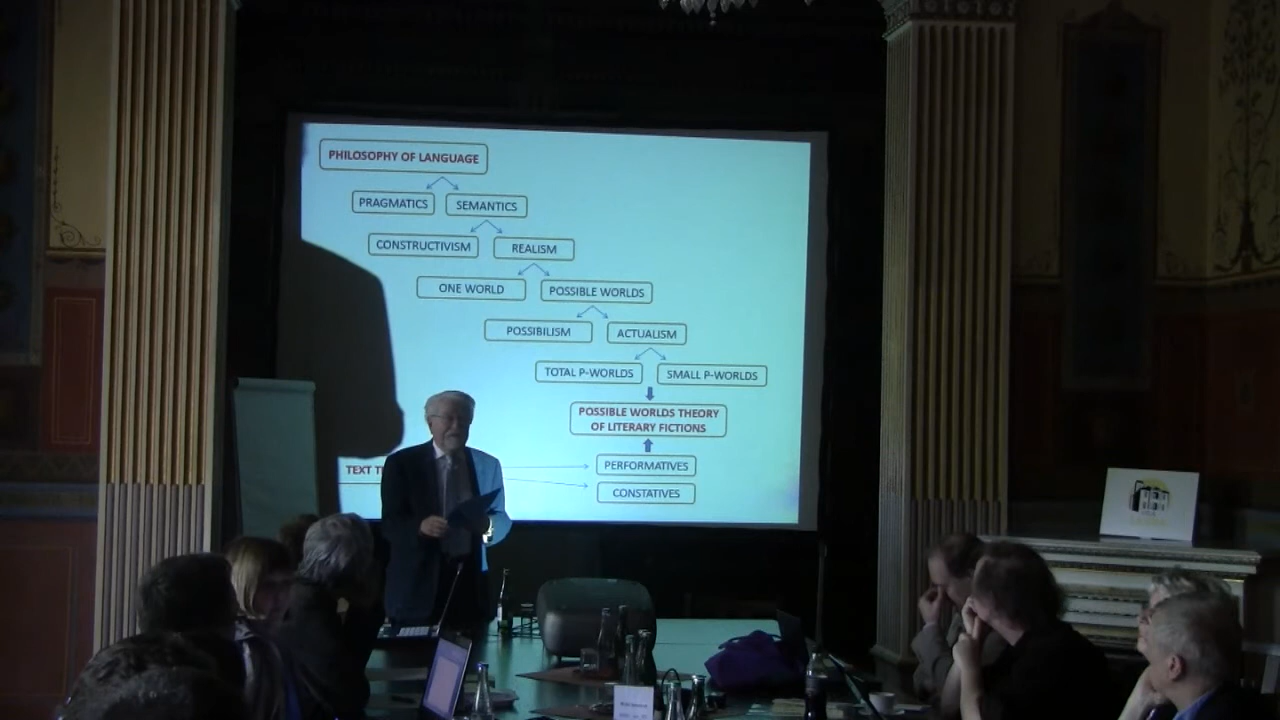 PHILOSOPHY OF LANGUAGE
PRAGMATICS
SEMANTICS
CONSTRUCTIVISM
REALISM
ONE WORLD
POSSIBLE WORLDS
POSSIBILISM
ACTUALISM
TOTAL P-WORLDS
SMALL P-WORLDS
POSSIBLE WORLDS THEORY
OF LITERARY FICTIONS
TEXT
PERFORMATIVES
CONSTATIVES